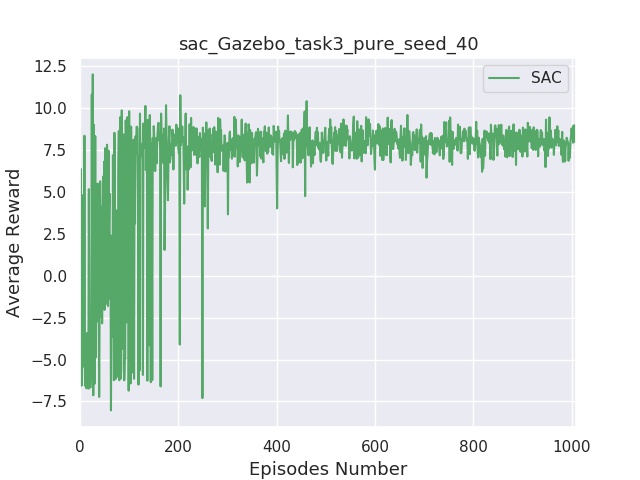 sac_Gazebo_task3_pure_seed_40
SAC
12.5
10.0
7.5
5.0
2.5
0.0
−2.5
−5.0
−7.5
Average Reward
0 200 400 600 800 1000
Episodes Number